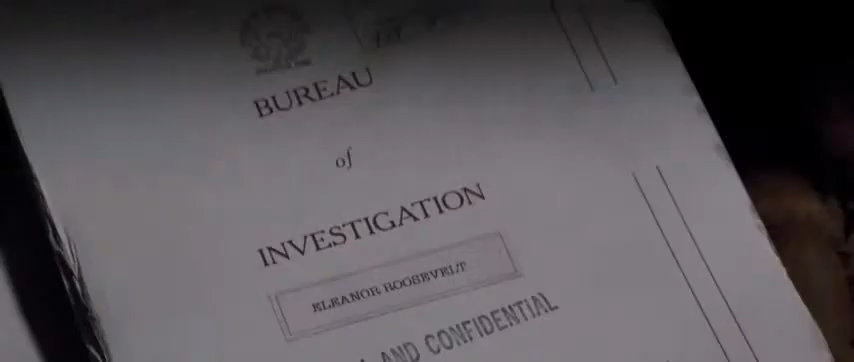 BUREAU
of
INVESTIGATION
ELEANOR ROOSEVELT
AND CONFIDENTIAL